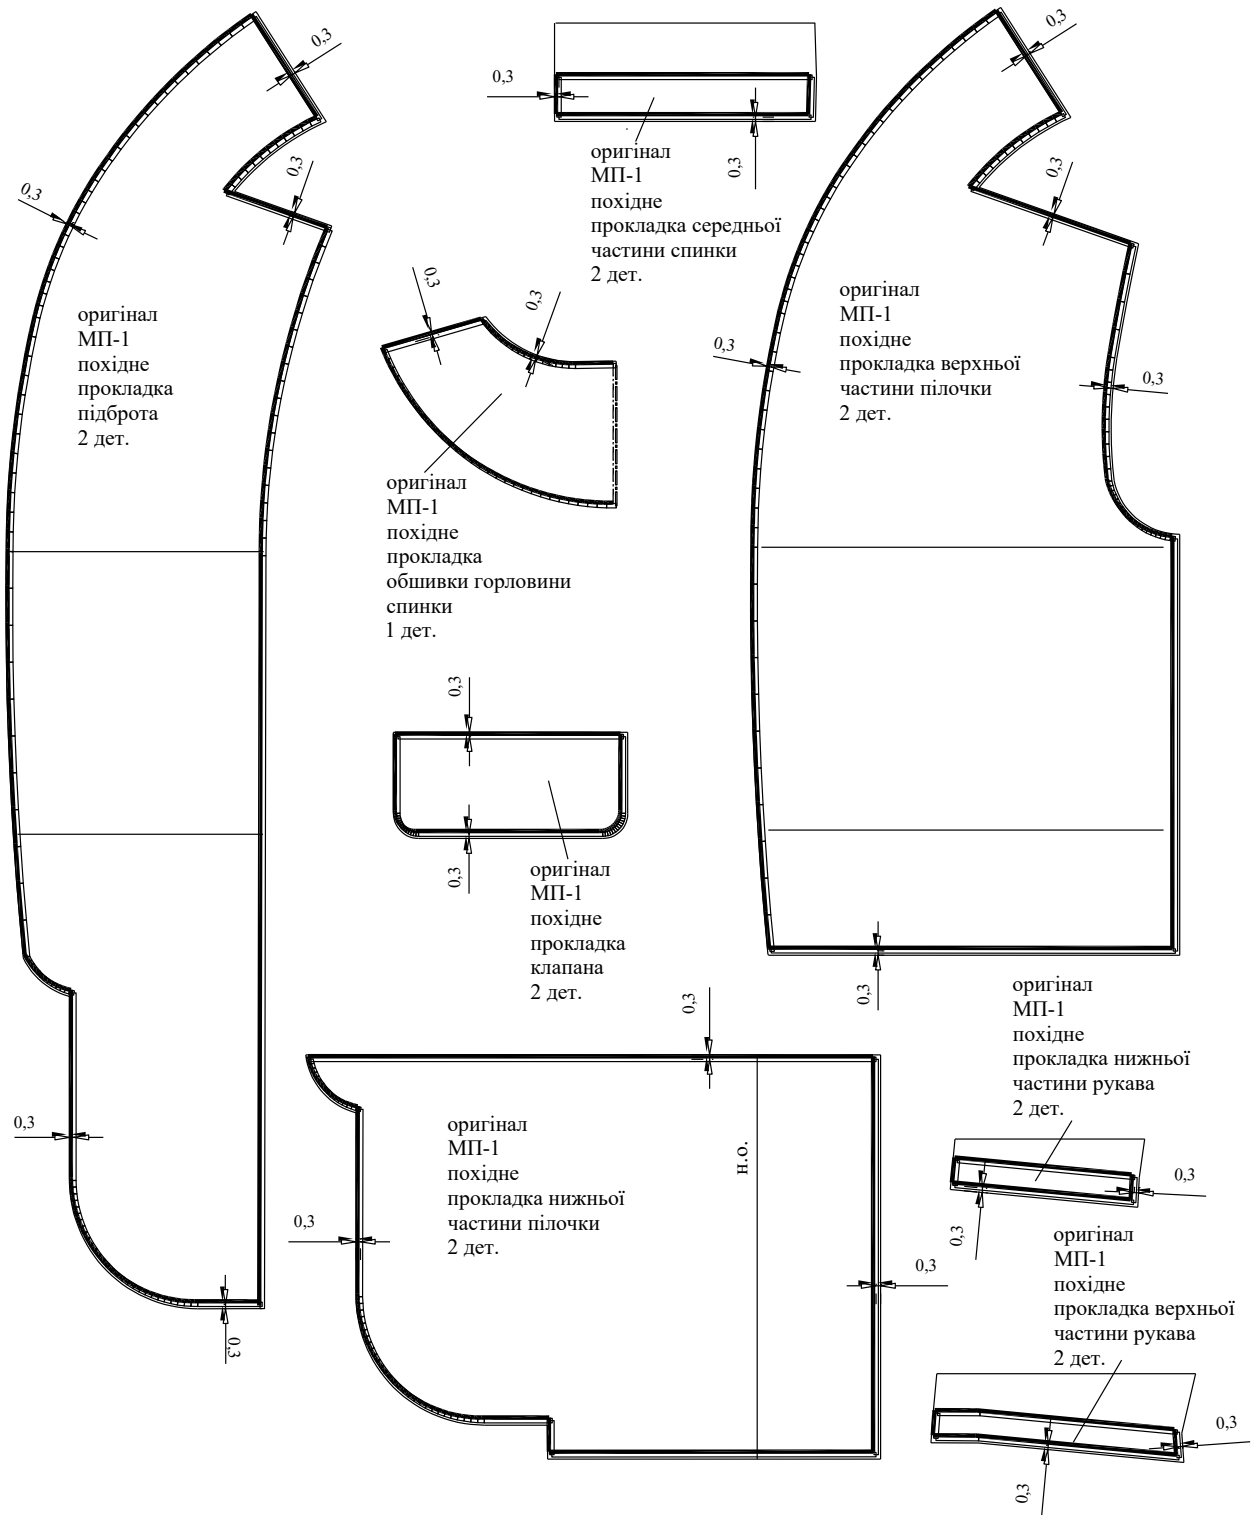 0,3
0,3
0,3
0,3
оригінал
МП-1
похідне
прокладка
підброта
2 дет.
0,3
0,3
0,3
0,3
оригінал
МП-1
похідне
прокладка середньої
частини спинки
2 дет.
0,3
0,3
оригінал
МП-1
похідне
прокладка
обшивки горловини
спинки
1 дет.
0,3
0,3
0,3
оригінал
МП-1
похідне
прокладка верхньої
частини пілочки
2 дет.
0,3
0,3
0,3
оригінал
МП-1
похідне
прокладка
клапана
2 дет.
0,3
оригінал
МП-1
похідне
прокладка нижньої
частини пілочки
2 дет.
н.о.
0,3
0,3
оригінал
МП-1
похідне
прокладка нижньої
частини рукава
2 дет.
0,3
0,3
оригінал
МП-1
похідне
прокладка верхньої
частини рукава
2 дет.
0,3
0,3